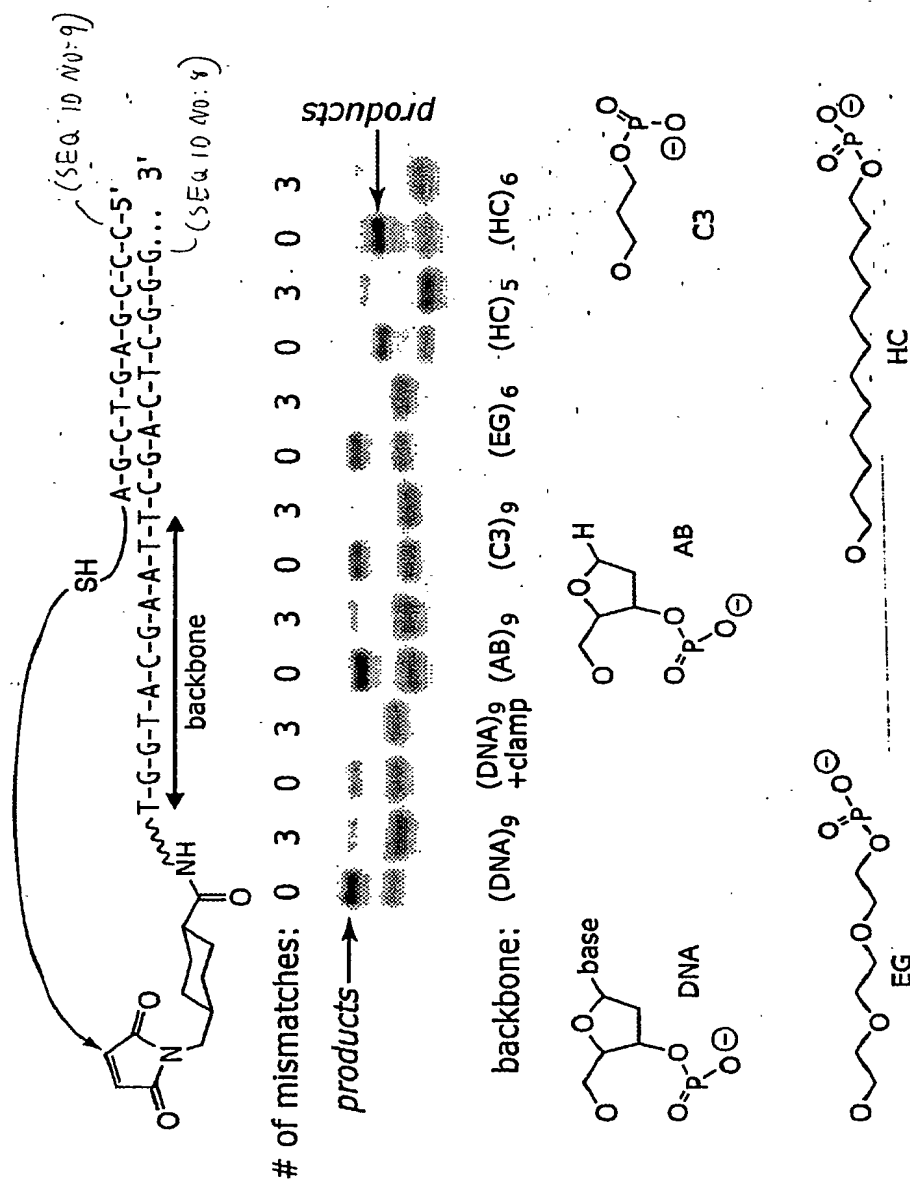 (SEQ ID NO:9)
SH
A-G-C-T-G-A-G-C-C-C-5'
T-G-G-T-A-C-G-A-A-T-T-C-G-A-C-T-C-G-G-G... 3'
(SEQ ID NO:8)
backbone
NH
O
N
O
O
# of mismatches: 0 3 0 3 0 3 0 3 0 3 0 3 0 3
products
products
backbone: (DNA)9 (DNA)9 +clamp (AB)9 (C3)9 (EG)6 (HC)5 (HC)6
O
O
base
O
O=P-O⊖
DNA
O
O
H
O
O=P-O⊖
AB
O
O
O
P
⊖O
C3
O
O
O
O
O=P-O⊖
EG
O
O
O=P-O⊖
HC